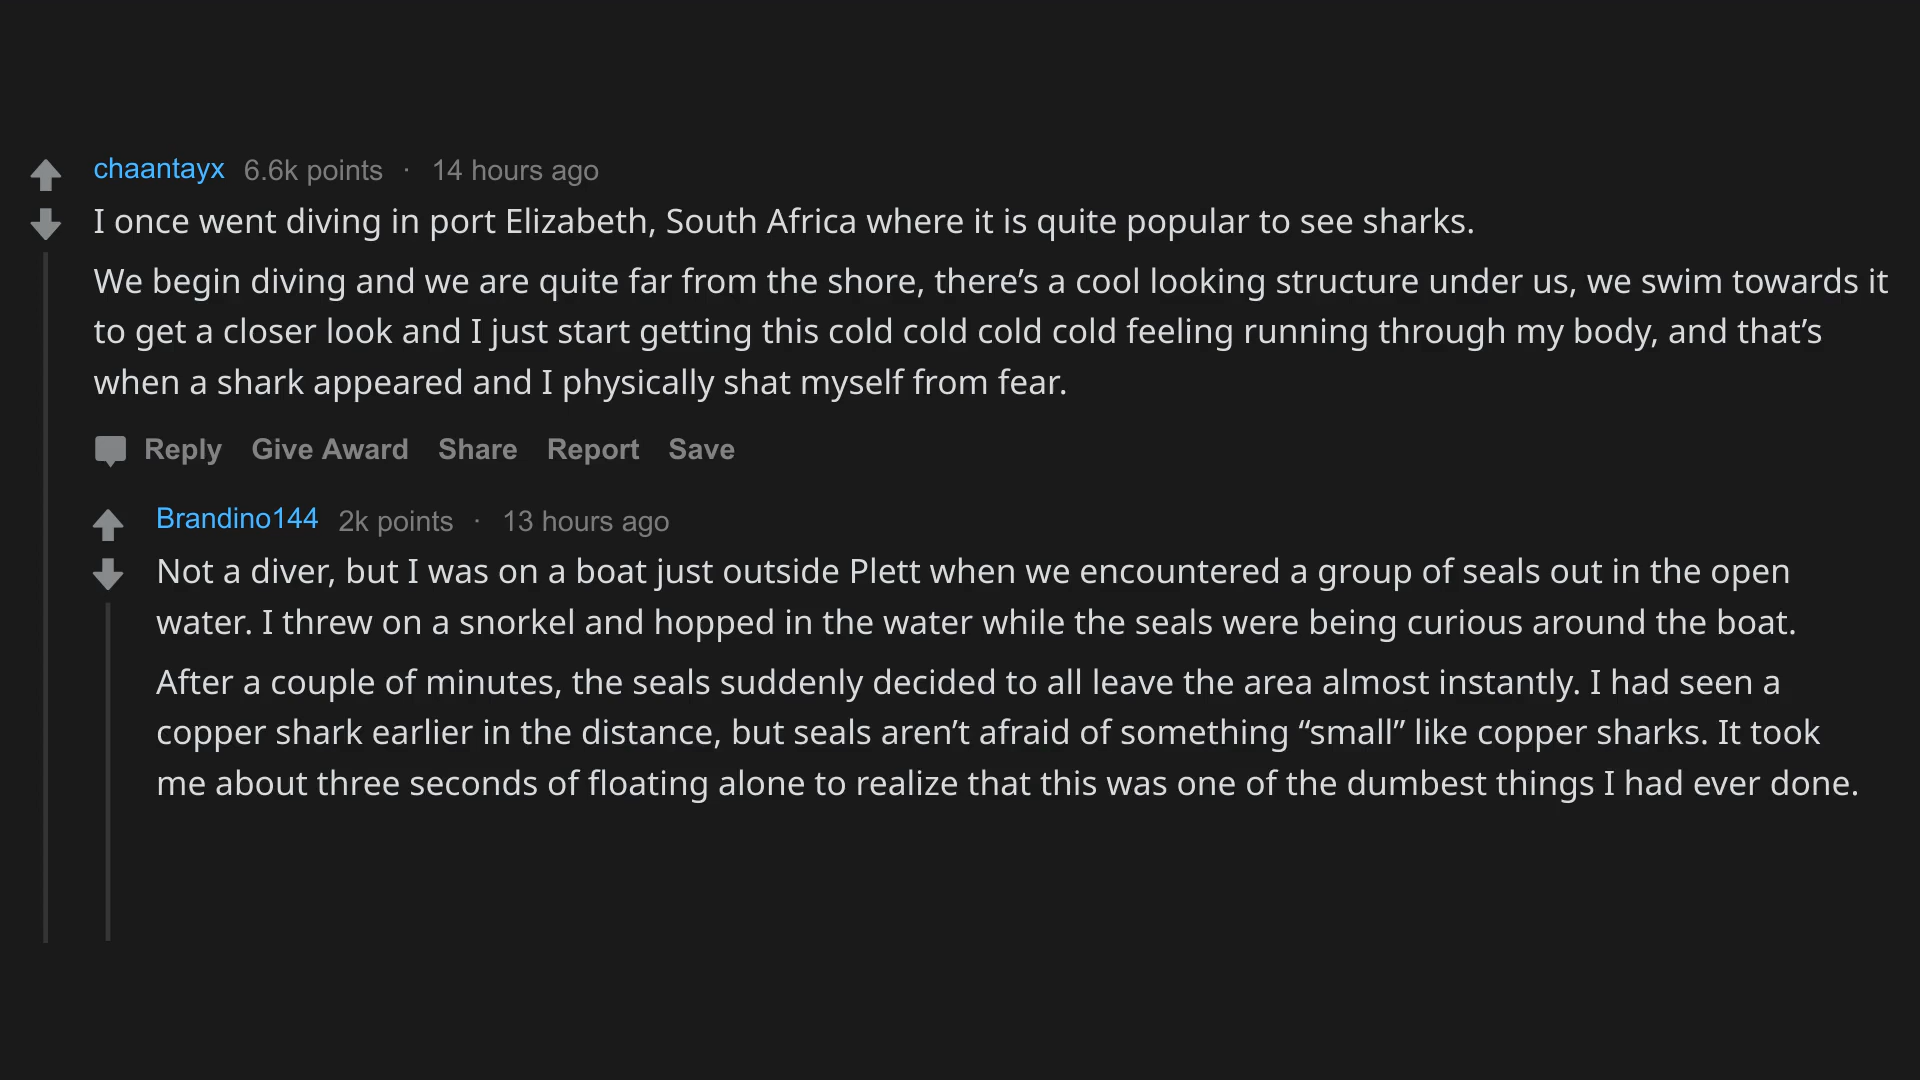 chaantayx 6.6k points · 14 hours ago
I once went diving in port Elizabeth, South Africa where it is quite popular to see sharks.
We begin diving and we are quite far from the shore, there’s a cool looking structure under us, we swim towards it
to get a closer look and I just start getting this cold cold cold cold feeling running through my body, and that’s
when a shark appeared and I physically shat myself from fear.
Reply Give Award Share Report Save
Brandino144 2k points · 13 hours ago
Not a diver, but I was on a boat just outside Plett when we encountered a group of seals out in the open
water. I threw on a snorkel and hopped in the water while the seals were being curious around the boat.
After a couple of minutes, the seals suddenly decided to all leave the area almost instantly. I had seen a
copper shark earlier in the distance, but seals aren’t afraid of something “small” like copper sharks. It took
me about three seconds of floating alone to realize that this was one of the dumbest things I had ever done.